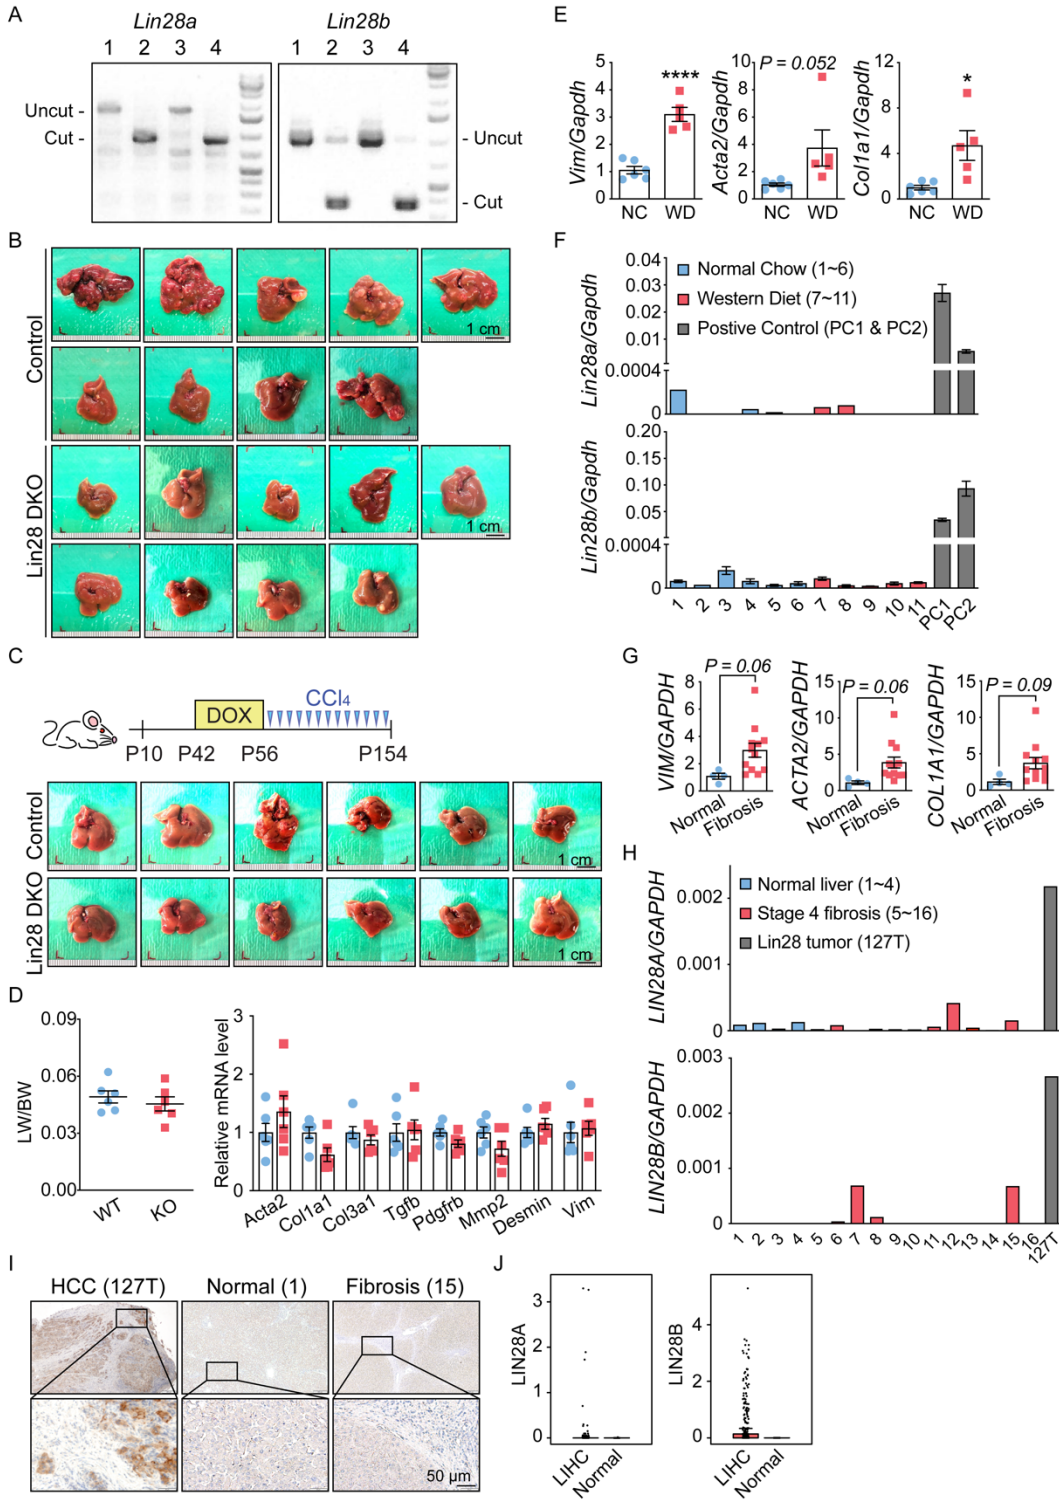 A
Lin28a
Lin28b
1 2 3 4
1 2 3 4
Uncut -
Cut -
- Uncut
- Cut
B
Control
Lin28 DKO
1 cm
1 cm
C
DOX
CCl4
P10 P42 P56 P154
Control
Lin28 DKO
1 cm
1 cm
D
LW/BW
0.09
0.06
0.03
0.00
WT KO
Relative mRNA level
3
2
1
0
Acta2 Col1a1 Col3a1 Tgfb Pdgfrb Mmp2 Desmin Vim
E
Vim/Gapdh
5
4
3
2
1
0
****
NC WD
Acta2/Gapdh
P = 0.052
10
8
6
4
2
0
NC WD
Col1a1/Gapdh
12
8
4
0
*
NC WD
F
Lin28a/Gapdh
0.04
0.03
0.02
0.01
0.0004
0
Normal Chow (1~6)
Western Diet (7~11)
Postive Control (PC1 & PC2)
Lin28b/Gapdh
0.20
0.15
0.10
0.05
0.0004
0
1 2 3 4 5 6 7 8 9 10 11 PC1 PC2
G
VIM/GAPDH
P = 0.06
8
6
4
2
0
Normal Fibrosis
ACTA2/GAPDH
P = 0.06
15
10
5
0
Normal Fibrosis
COL1A1/GAPDH
P = 0.09
15
10
5
0
Normal Fibrosis
H
LIN28A/GAPDH
0.002
0.001
0
Normal liver (1~4)
Stage 4 fibrosis (5~16)
Lin28 tumor (127T)
LIN28B/GAPDH
0.003
0.002
0.001
0
1 2 3 4 5 6 7 8 9 10 11 12 13 14 15 16 127T
I
HCC (127T) Normal (1) Fibrosis (15)
50 µm
J
LIN28A
3
2
1
0
LIHC Normal
LIN28B
4
2
0
LIHC Normal